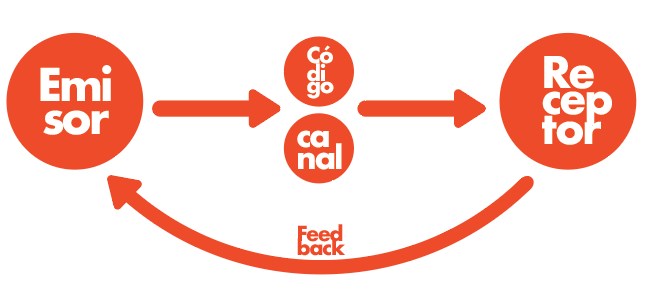 Emi
sor
Có
di
go
ca
nal
Re
cep
tor
Feed
back